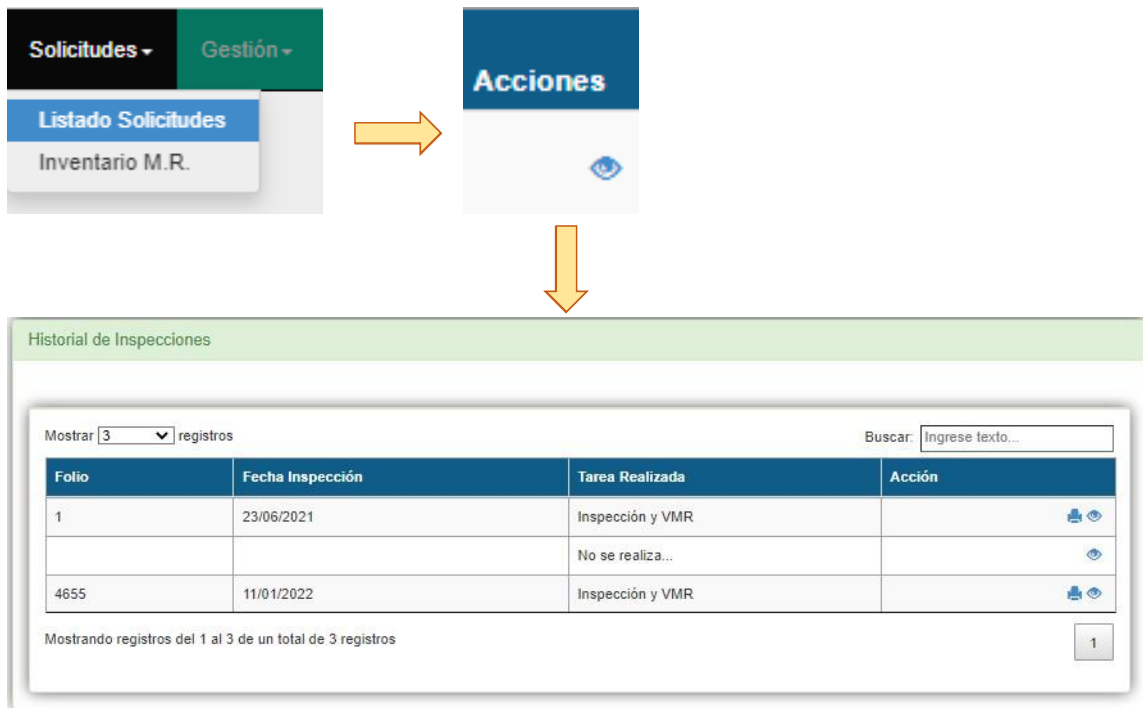 Solicitudes Gestión
Listado Solicitudes
Inventario M.R.
Acciones
Historial de Inspecciones
Mostrar 3 registros Buscar: Ingrese texto...
Folio Fecha Inspección Tarea Realizada Acción
1 23/06/2021 Inspección y VMR
No se realiza...
4655 11/01/2022 Inspección y VMR
Mostrando registros del 1 al 3 de un total de 3 registros 1